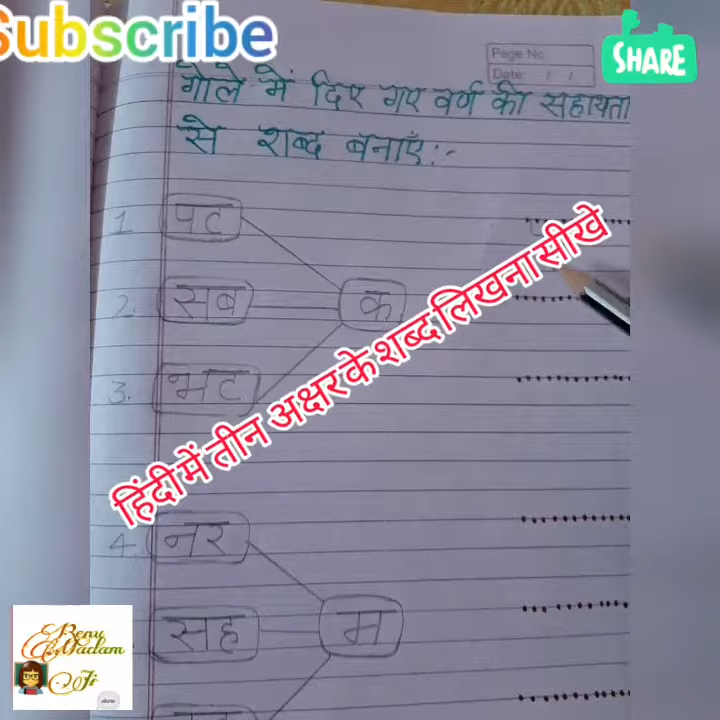 Subscribe
SHARE
Page No.
Date: / /
गोले में दिए गए वर्ण की सहायता
से शब्द बनाएँ:-
1 पट
2. सब
क
3. भट
हिंदी में तीन अक्षर के शब्द लिखना सीखे
4. नर
सह
म
Renu
Madam
Ji